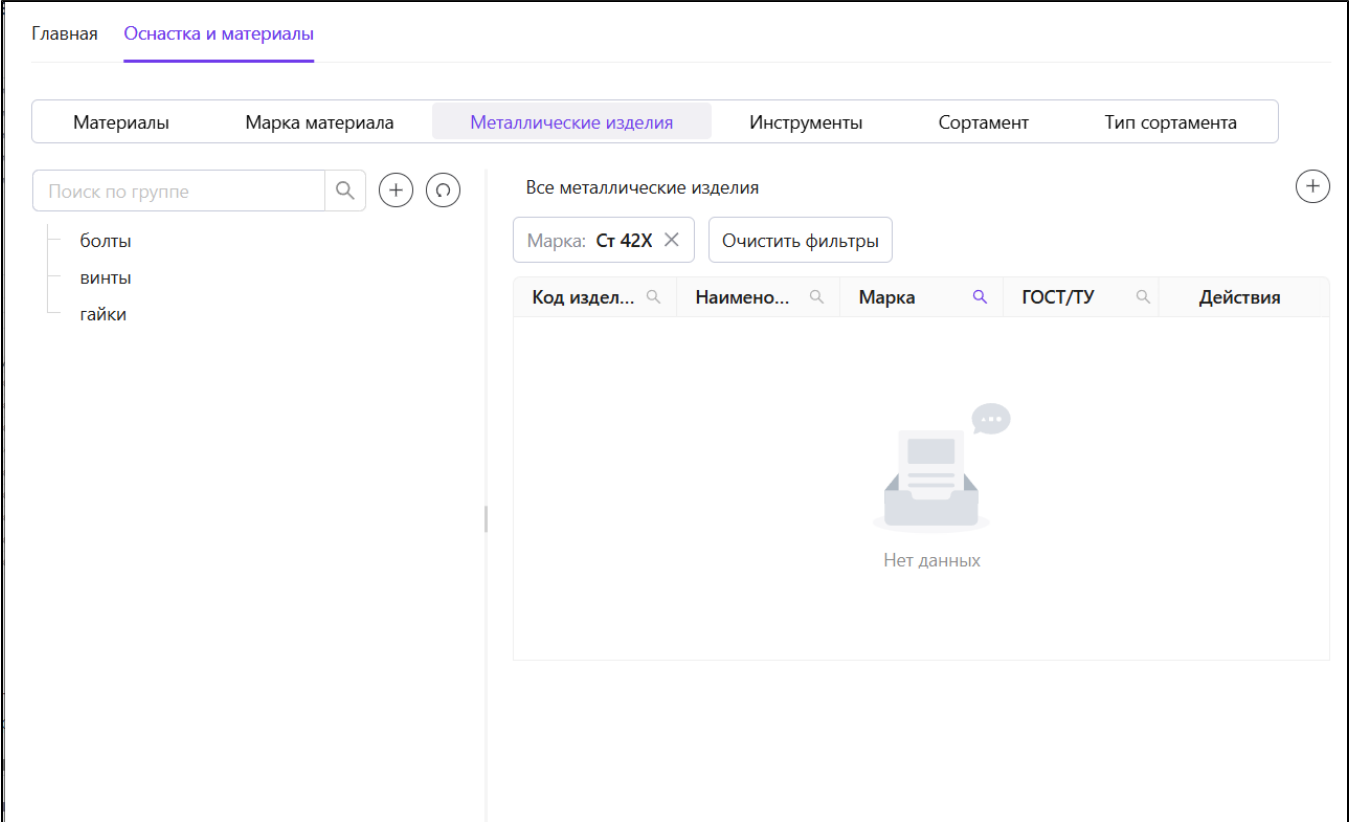 Главная Оснастка и материалы
Материалы Марка материала Металлические изделия Инструменты Сортамент Тип сортамента
Поиск по группе
болты
винты
гайки
Все металлические изделия
Марка: Ст 42Х Очистить фильтры
Код издел... Наимено... Марка ГОСТ/ТУ Действия
Нет данных